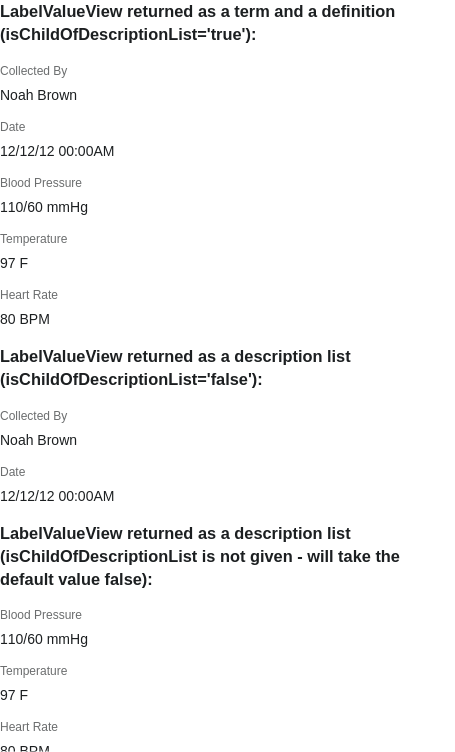 LabelValueView returned as a term and a definition
(isChildOfDescriptionList='true'):
Collected By
Noah Brown
Date
12/12/12 00:00AM
Blood Pressure
110/60 mmHg
Temperature
97 F
Heart Rate
80 BPM
LabelValueView returned as a description list
(isChildOfDescriptionList='false'):
Collected By
Noah Brown
Date
12/12/12 00:00AM
LabelValueView returned as a description list
(isChildOfDescriptionList is not given - will take the
default value false):
Blood Pressure
110/60 mmHg
Temperature
97 F
Heart Rate
80 BPM